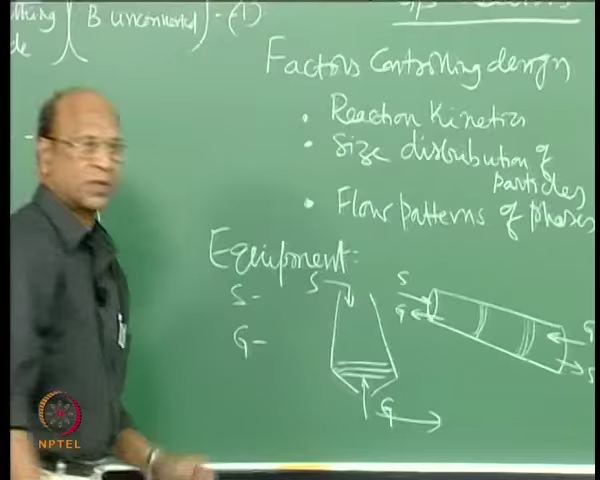 B unconverted) - (1)
Factors Controlling design
• Reaction Kinetics
• Size distribution of
particles
• Flow patterns of phases
Equipment:
S-
G-
S
G
S
G
G
S
NPTEL